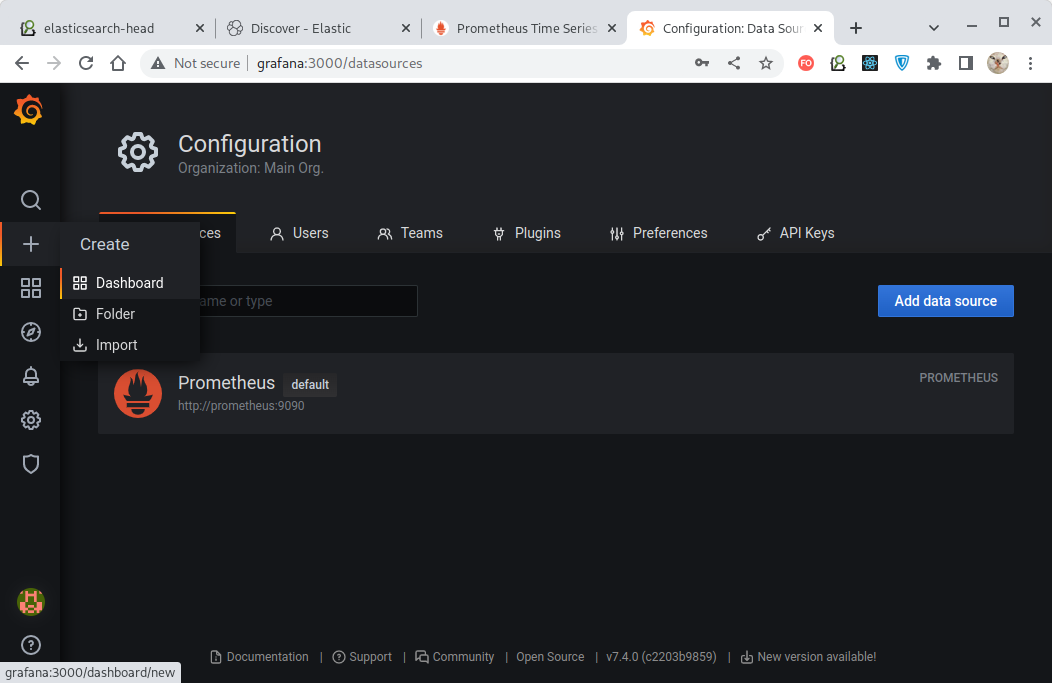 elasticsearch-head
Discover - Elastic
Prometheus Time Series
Configuration: Data Sour
Not secure
grafana:3000/datasources
FO
Configuration
Organization: Main Org.
ces
Users
Teams
Plugins
Preferences
API Keys
Create
Dashboard
Folder
Import
ame or type
Add data source
Prometheus
default
http://prometheus:9090
PROMETHEUS
Documentation | Support | Community | Open Source | v7.4.0 (c2203b9859) | New version available!
grafana:3000/dashboard/new